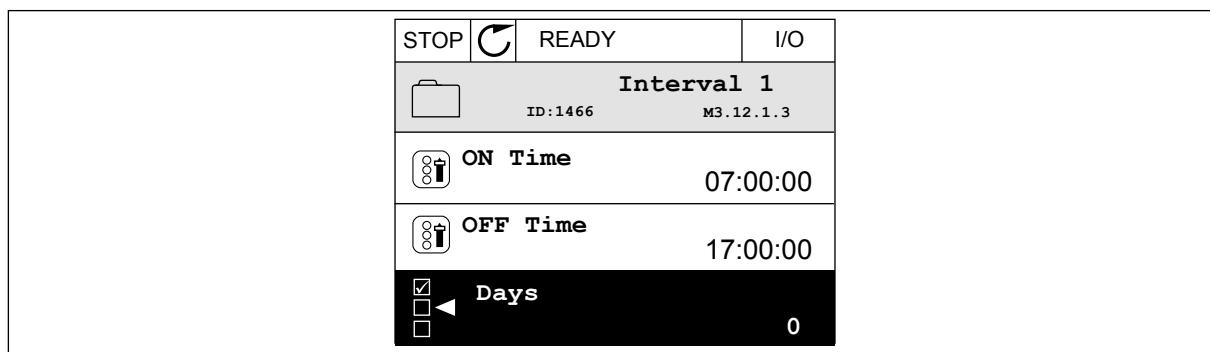 STOP READY I/O
Interval 1
ID:1466 M3.12.1.3
ON Time
07:00:00
OFF Time
17:00:00
Days
0